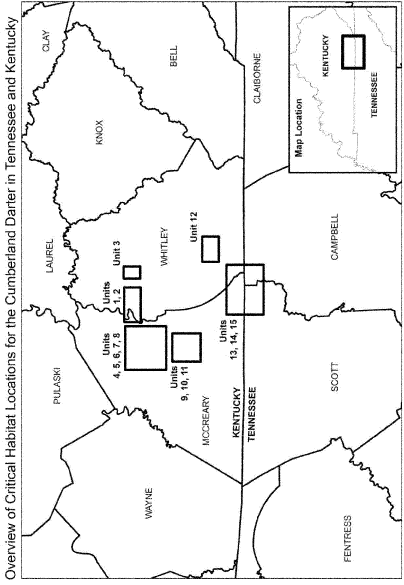 Overview of Critical Habitat Locations for the Cumberland Darter in Tennessee and Kentucky
CLAY
LAUREL
PULASKI
KNOX
BELL
WAYNE
Units
1, 2
Unit 3
Units
4, 5, 6, 7, 8
WHITLEY
Unit 12
Units
9, 10, 11
MCCREARY
Units
13, 14, 15
KENTUCKY
TENNESSEE
CLAIBORNE
CAMPBELL
SCOTT
FENTRESS
Map Location
KENTUCKY
TENNESSEE